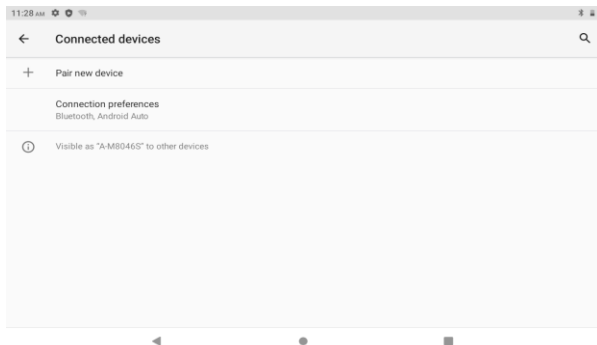 11:28 AM
Connected devices
Pair new device
Connection preferences
Bluetooth, Android Auto
Visible as "A-M8046S" to other devices